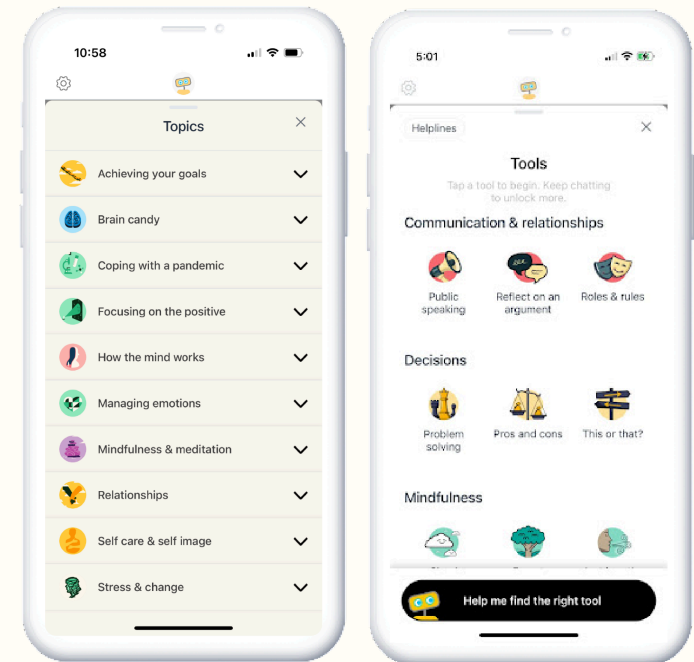 10:58
Topics
Achieving your goals
Brain candy
Coping with a pandemic
Focusing on the positive
How the mind works
Managing emotions
Mindfulness & meditation
Relationships
Self care & self image
Stress & change
5:01
Helplines
Tools
Tap a tool to begin. Keep chatting
to unlock more.
Communication & relationships
Public
speaking
Reflect on an
argument
Roles & rules
Decisions
Problem
solving
Pros and cons
This or that?
Mindfulness
Help me find the right tool